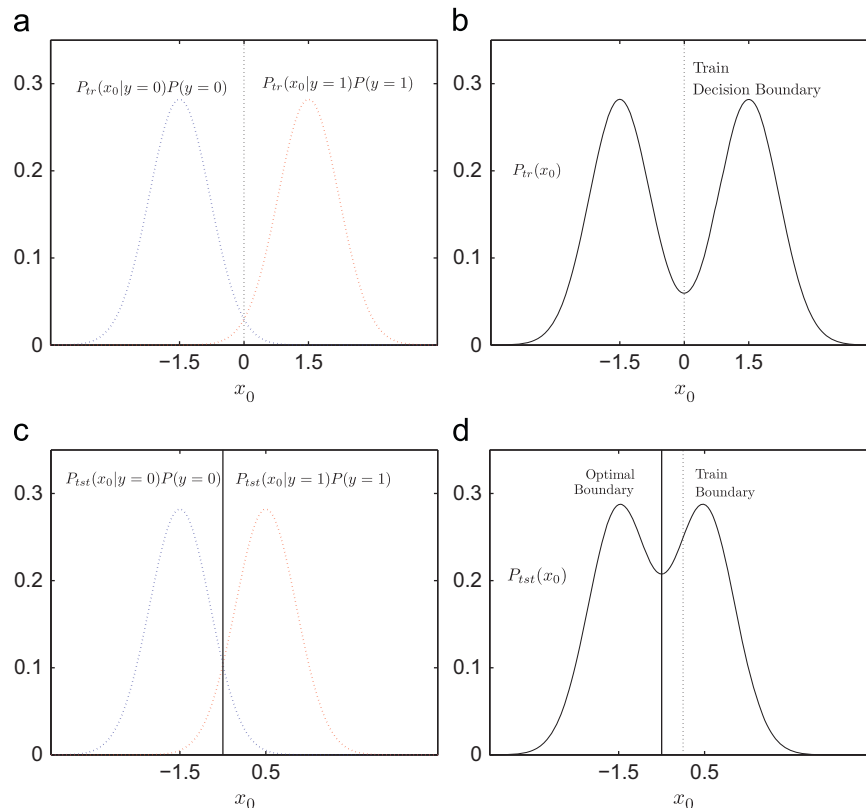 a
0.3
0.2
0.1
0
P_tr(x_0|y = 0)P(y = 0)
P_tr(x_0|y = 1)P(y = 1)
−1.5
0
1.5
x_0
b
0.3
0.2
0.1
0
Train
Decision Boundary
P_tr(x_0)
−1.5
0
1.5
x_0
c
0.3
0.2
0.1
0
P_tst(x_0|y = 0)P(y = 0)
P_tst(x_0|y = 1)P(y = 1)
−1.5
0.5
x_0
d
0.3
0.2
0.1
0
Optimal
Boundary
Train
Boundary
P_tst(x_0)
−1.5
0.5
x_0